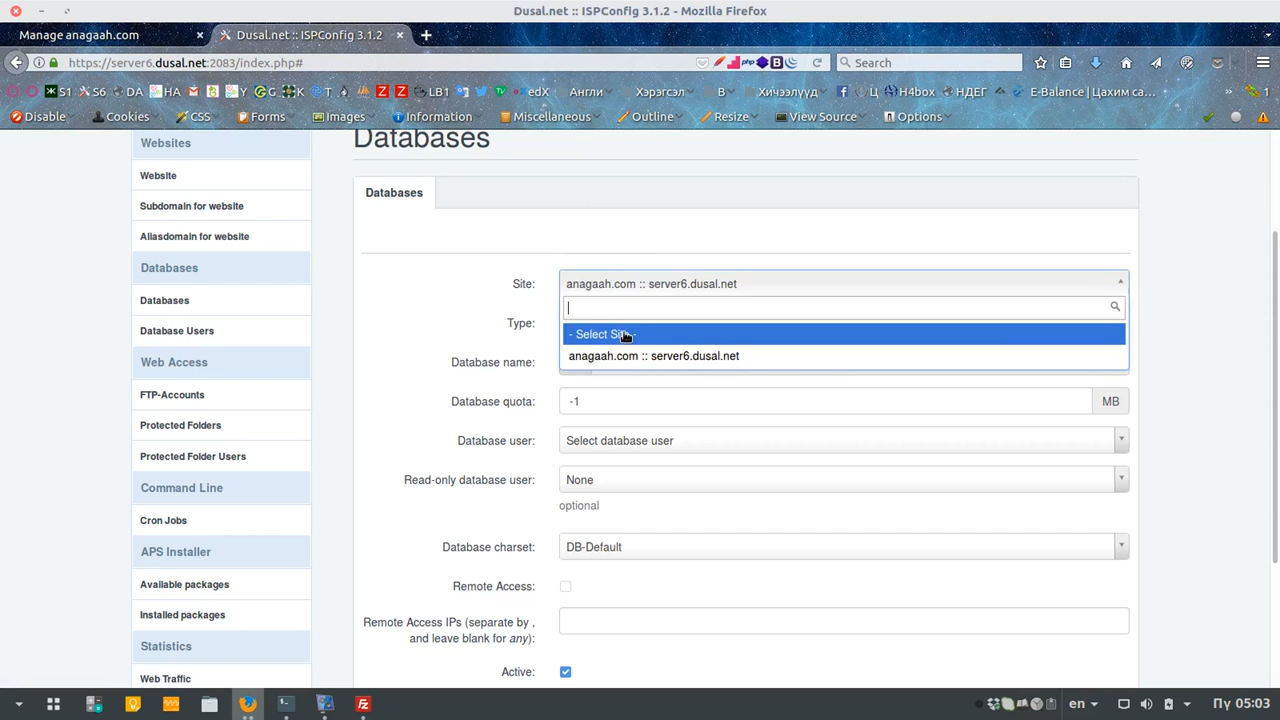 Dusal.net :: ISPConfig 3.1.2 - Mozilla Firefox
Manage anagaah.com
Dusal.net :: ISPConfig 3.1.2
https://server6.dusal.net:2083/index.php#
php
B
Search
S1 S6 DA HA Y G K T Z Z LB1 edX Англи Хэрэгсэл В Хичээлүүд Ц H4box НДЕГ E-Balance | Цахим са... » 1
Disable Cookies CSS Forms Images Information Miscellaneous Outline Resize View Source Options
Databases
Websites
Website
Subdomain for website
Aliasdomain for website
Databases
Databases
Database Users
Web Access
FTP-Accounts
Protected Folders
Protected Folder Users
Command Line
Cron Jobs
APS Installer
Available packages
Installed packages
Statistics
Web Traffic
Databases
Site: anagaah.com :: server6.dusal.net
- Select Site -
anagaah.com :: server6.dusal.net
Type:
Database name:
Database quota: -1 MB
Database user: Select database user
Read-only database user: None
optional
Database charset: DB-Default
Remote Access:
Remote Access IPs (separate by ,
and leave blank for any):
Active:
en
Пү 05:03